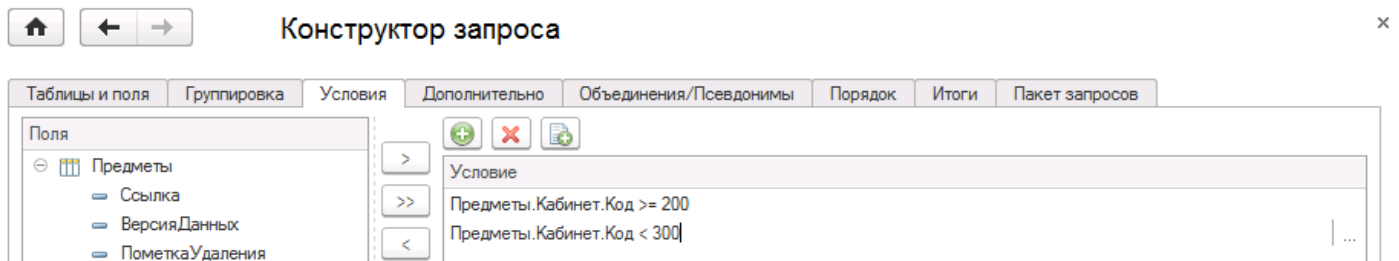 Конструктор запроса
Таблицы и поля Группировка Условия Дополнительно Объединения/Псевдонимы Порядок Итоги Пакет запросов
Поля
Предметы
Ссылка
ВерсияДанных
ПометкаУдаления
>
>>
<
Условие
Предметы.Кабинет.Код >= 200
Предметы.Кабинет.Код < 300
...